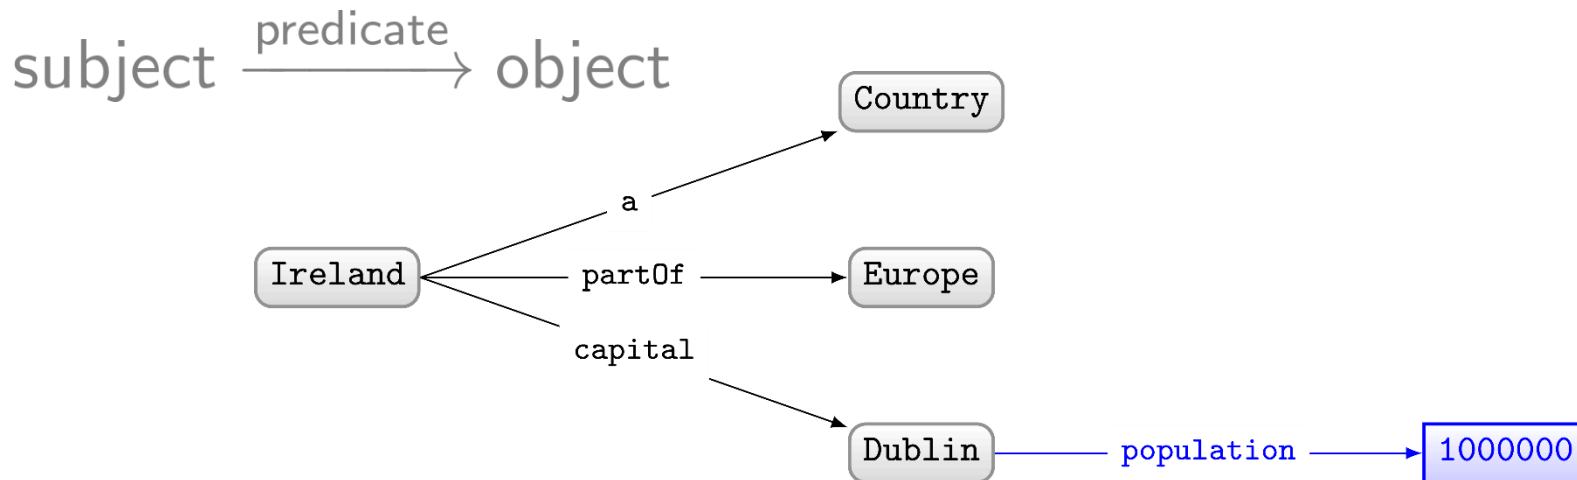 predicate
subject object
Country
a
Ireland partOf Europe
capital
Dublin population 1000000